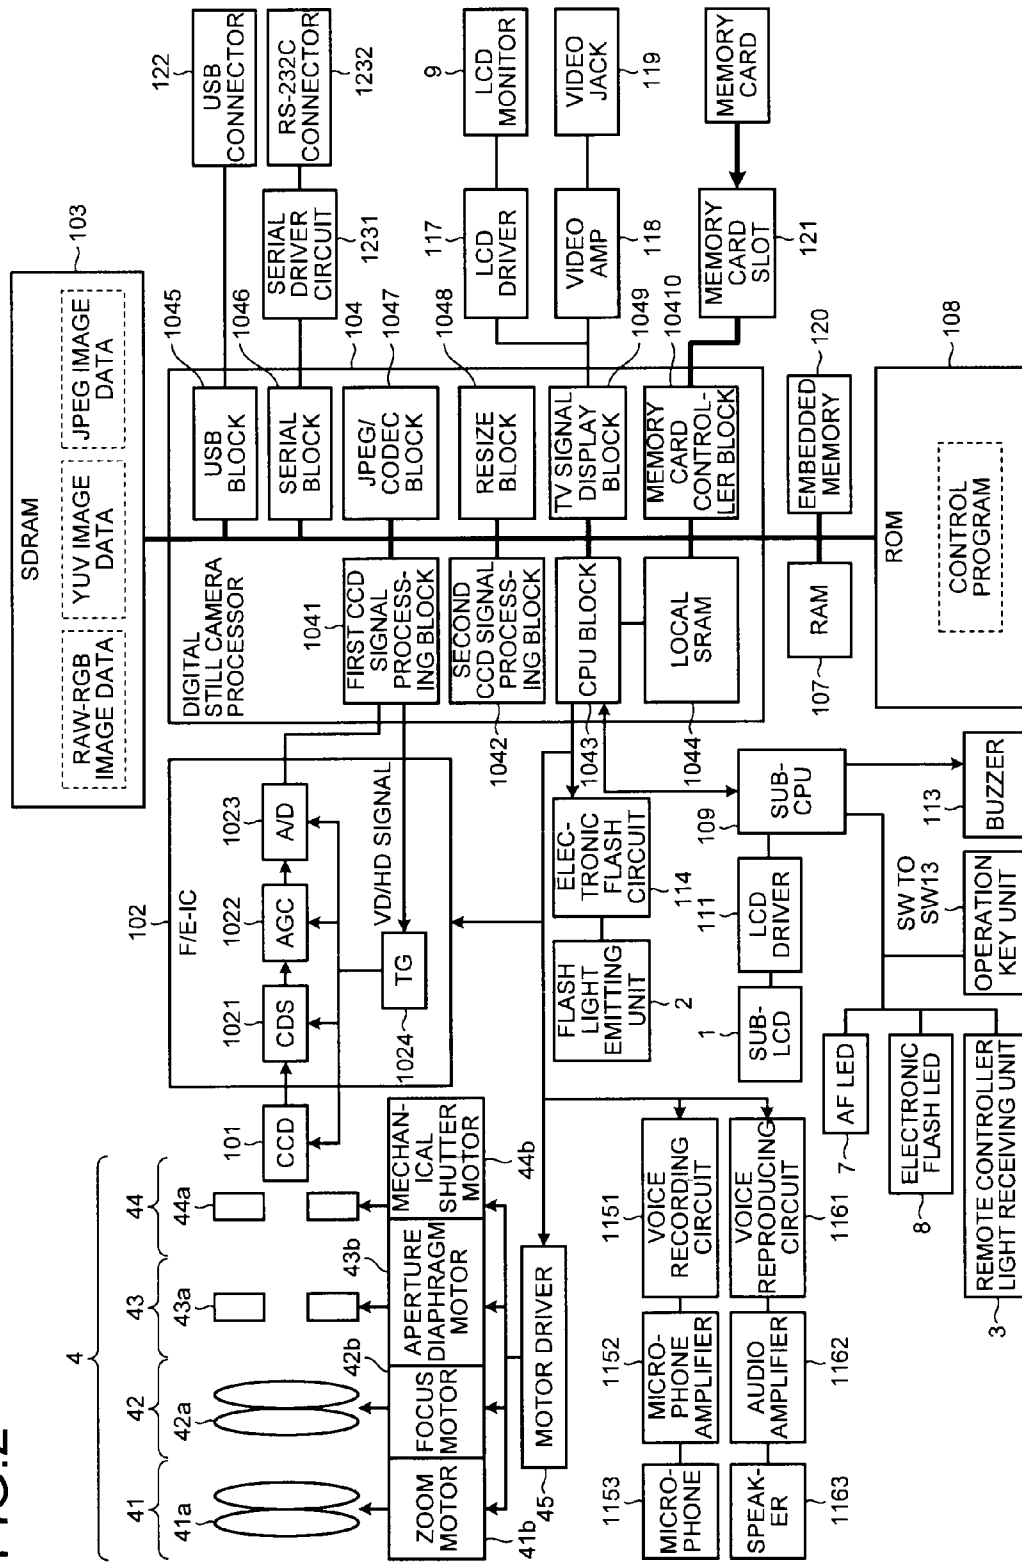 FIG.2
4
41
42
43
44
41a
42a
43a
44a
101
CCD
102
F/E-IC
1021
CDS
1022
AGC
1023
A/D
1024
TG
VD/HD SIGNAL
ZOOM
MOTOR
41b
FOCUS
MOTOR
42b
APERTURE
DIAPHRAGM
MOTOR
43b
MECHAN-
ICAL
SHUTTER
MOTOR
44b
MOTOR DRIVER
45
SDRAM
103
RAW-RGB
IMAGE DATA
YUV IMAGE
DATA
JPEG IMAGE
DATA
DIGITAL
STILL CAMERA
PROCESSOR
104
1041
FIRST CCD
SIGNAL
PROCESS-
ING BLOCK
SECOND
CCD SIGNAL
PROCESS-
ING BLOCK
1042
CPU BLOCK
1043
LOCAL
SRAM
1044
USB
BLOCK
1045
SERIAL
BLOCK
1046
JPEG/
CODEC
BLOCK
1047
RESIZE
BLOCK
1048
TV SIGNAL
DISPLAY
BLOCK
1049
MEMORY
CARD
CONTROL-
LER BLOCK
10410
USB
CONNECTOR
122
SERIAL
DRIVER
CIRCUIT
1231
RS-232C
CONNECTOR
1232
LCD
DRIVER
117
LCD
MONITOR
9
VIDEO
AMP
118
VIDEO
JACK
119
MEMORY
CARD
SLOT
121
MEMORY
CARD
FLASH
LIGHT
EMITTING
UNIT
2
ELEC-
TRONIC
FLASH
CIRCUIT
114
MICRO-
PHONE
1153
MICRO-
PHONE
AMPLIFIER
1152
VOICE
RECORDING
CIRCUIT
1151
SPEAK-
ER
1163
AUDIO
AMPLIFIER
1162
VOICE
REPRODUCING
CIRCUIT
1161
SUB-
LCD
1
LCD
DRIVER
111
SUB-
CPU
109
RAM
107
EMBEDDED
MEMORY
120
AF LED
7
ELECTRONIC
FLASH LED
8
REMOTE CONTROLLER
LIGHT RECEIVING UNIT
3
SW TO
SW13
OPERATION
KEY UNIT
113
BUZZER
ROM
108
CONTROL
PROGRAM